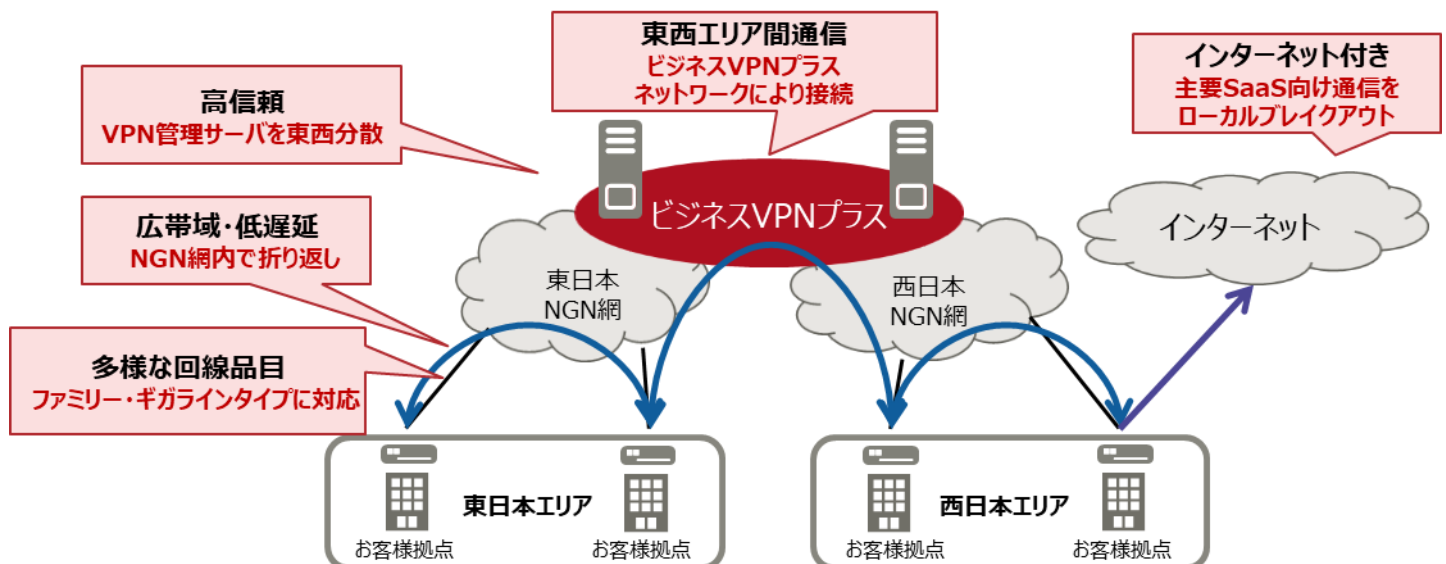 東西エリア間通信
ビジネスVPNプラス
ネットワークにより接続
インターネット付き
主要SaaS向け通信を
ローカルブレイクアウト
高信頼
VPN管理サーバを東西分散
広帯域・低遅延
NGN網内で折り返し
多様な回線品目
ファミリー・ギガラインタイプに対応
ビジネスVPNプラス
インターネット
東日本
NGN網
西日本
NGN網
東日本エリア
お客様拠点
お客様拠点
西日本エリア
お客様拠点
お客様拠点